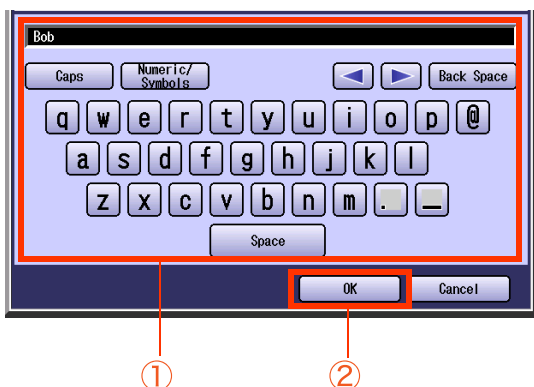 Bob
Caps Numeric/ Back Space
Symbols
q w e r t y u i o p @
a s d f g h j k l
z x c v b n m . _
Space
OK Cancel
① ②